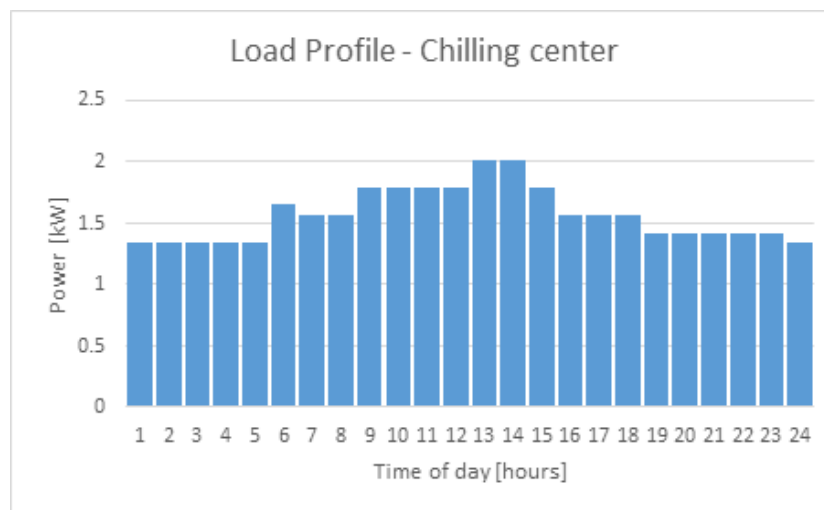 Load Profile - Chilling center
2.5
2
1.5
1
0.5
0
Power [kW]
1 2 3 4 5 6 7 8 9 10 11 12 13 14 15 16 17 18 19 20 21 22 23 24
Time of day [hours]